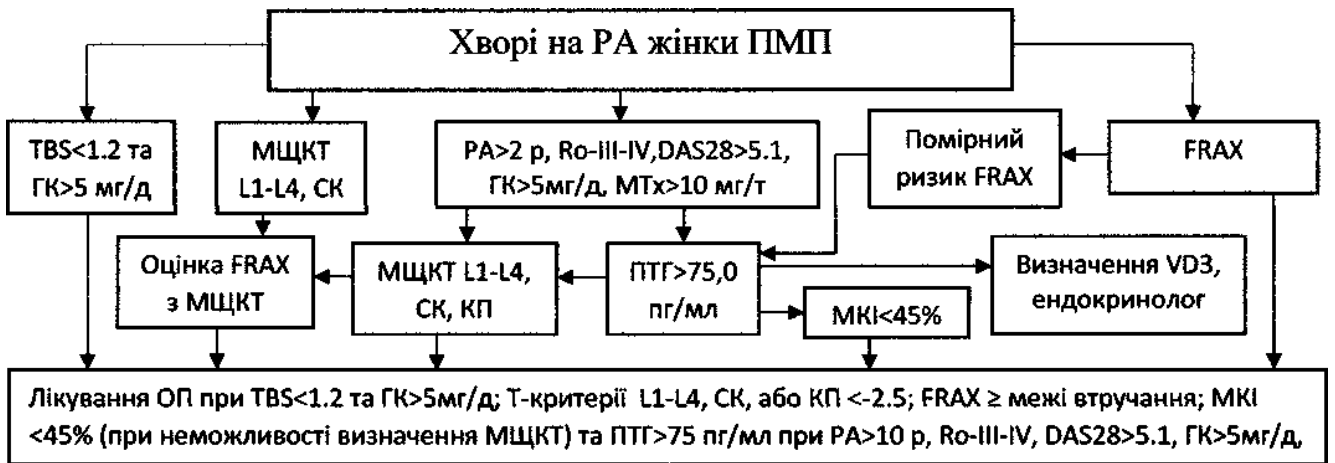 Хворі на РА жінки ПМП
TBS<1.2 та
ГК>5 мг/д
МЩКТ
L1-L4, СК
РА>2 р, Ro-III-IV,DAS28>5.1,
ГК>5мг/д, МТх>10 мг/т
Помірний
ризик FRAX
FRAX
Оцінка FRAX
з МЩКТ
МЩКТ L1-L4,
СК, КП
ПТГ>75,0
пг/мл
МКІ<45%
Визначення VD3,
ендокринолог
Лікування ОП при TBS<1.2 та ГК>5мг/д; Т-критерії L1-L4, СК, або КП <-2.5; FRAX ≥ межі втручання; МКІ
<45% (при неможливості визначення МЩКТ) та ПТГ>75 пг/мл при РА>10 р, Ro-III-IV, DAS28>5.1, ГК>5мг/д,